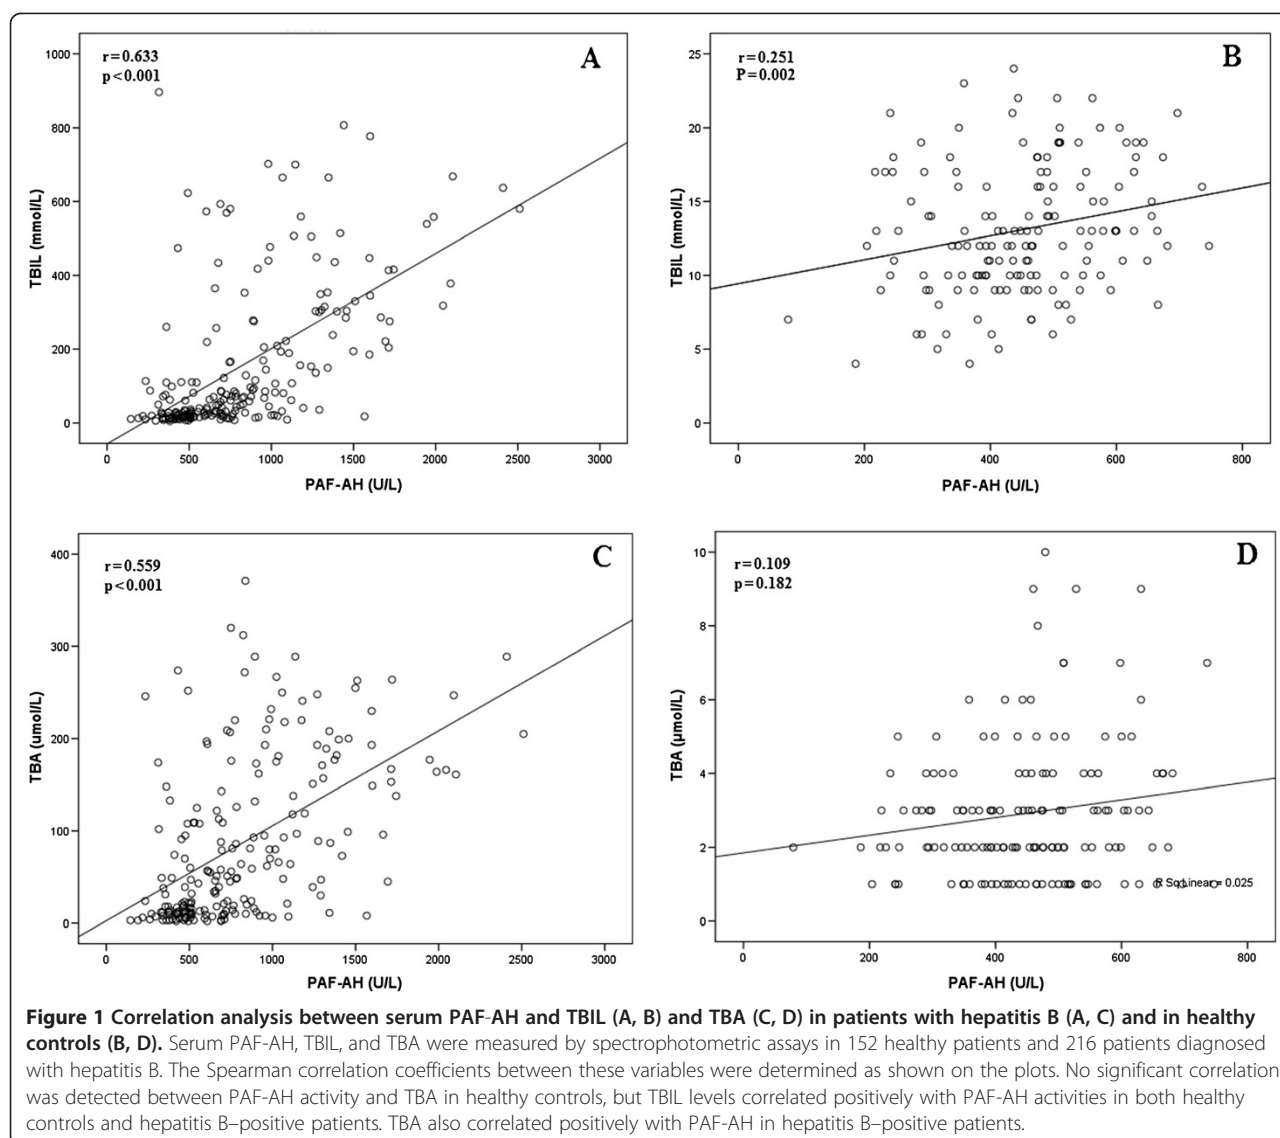 r=0.633
p<0.001
A
1000
800
600
400
200
0
TBIL (mmol/L)
0 500 1000 1500 2000 2500 3000
PAF-AH (U/L)
r=0.251
P=0.002
B
25
20
15
10
5
0
TBIL (mmol/L)
0 200 400 600 800
PAF-AH (U/L)
r=0.559
p<0.001
C
400
300
200
100
0
TBA (umol/L)
0 500 1000 1500 2000 2500 3000
PAF-AH (U/L)
r=0.109
p=0.182
D
10
8
6
4
2
0
TBA (μmol/L)
R Sq Linear = 0.025
0 200 400 600 800
PAF-AH (U/L)
Figure 1 Correlation analysis between serum PAF-AH and TBIL (A, B) and TBA (C, D) in patients with hepatitis B (A, C) and in healthy
controls (B, D). Serum PAF-AH, TBIL, and TBA were measured by spectrophotometric assays in 152 healthy patients and 216 patients diagnosed
with hepatitis B. The Spearman correlation coefficients between these variables were determined as shown on the plots. No significant correlation
was detected between PAF-AH activity and TBA in healthy controls, but TBIL levels correlated positively with PAF-AH activities in both healthy
controls and hepatitis B–positive patients. TBA also correlated positively with PAF-AH in hepatitis B–positive patients.